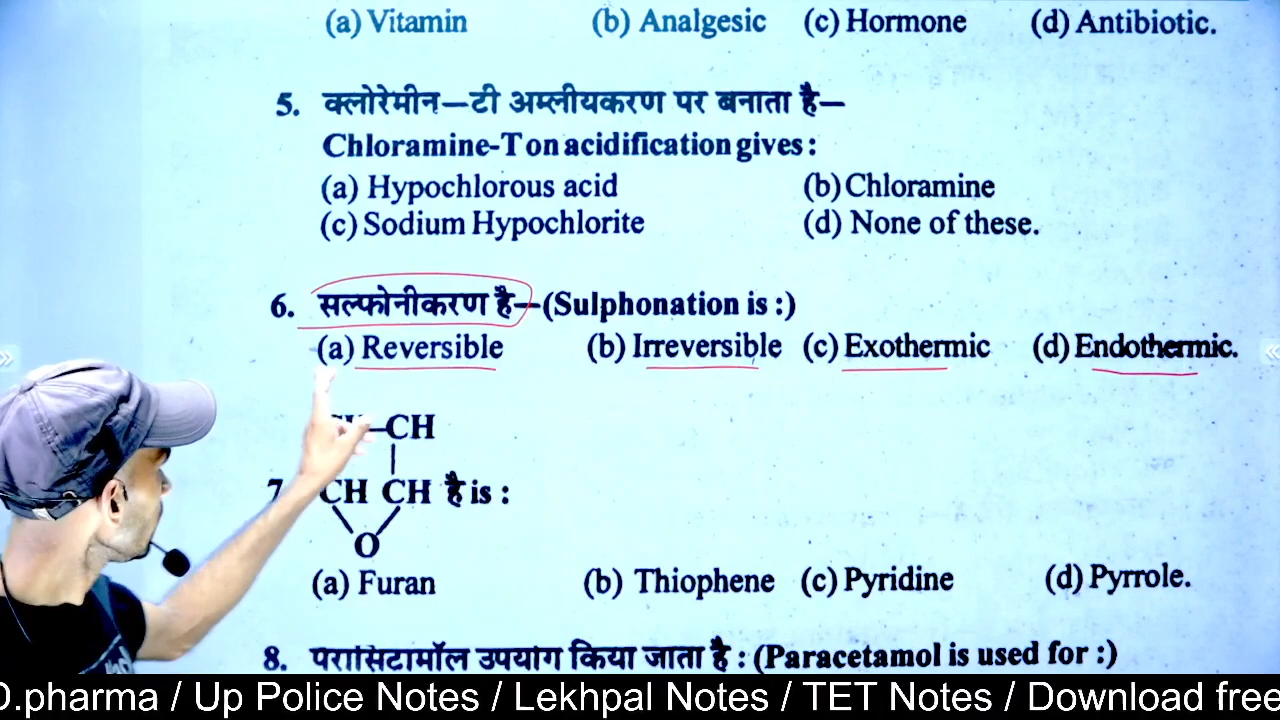 (a) Vitamin (b) Analgesic (c) Hormone (d) Antibiotic.
5. क्लोरेमीन–टी अम्लीयकरण पर बनाता है–
Chloramine-T on acidification gives :
(a) Hypochlorous acid (b) Chloramine
(c) Sodium Hypochlorite (d) None of these.
6. सल्फोनीकरण है–(Sulphonation is :)
(a) Reversible (b) Irreversible (c) Exothermic (d) Endothermic.
–CH
7 CH CH है is :
O
(a) Furan (b) Thiophene (c) Pyridine (d) Pyrrole.
8. परासिटामॉल उपयोग किया जाता है : (Paracetamol is used for :)
D.pharma / Up Police Notes / Lekhpal Notes / TET Notes / Download free